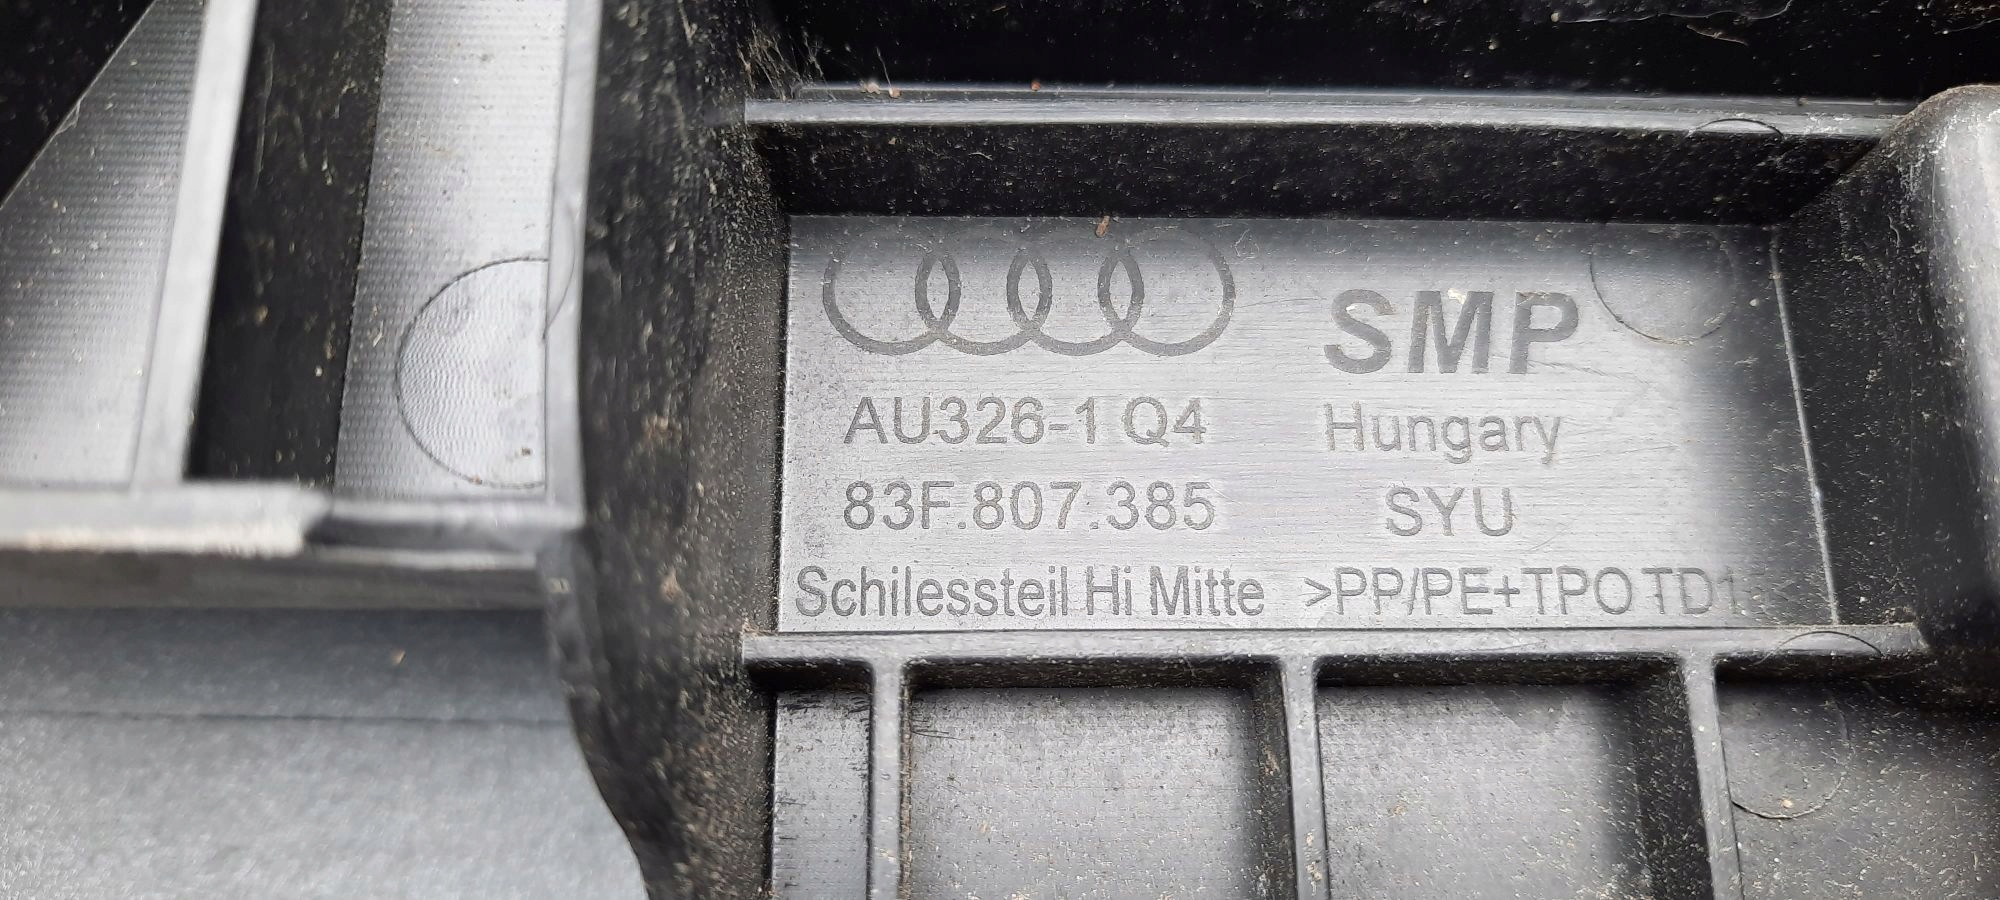 SMP
AU326-1 Q4
Hungary
83F.807.385
SYU
Schilessteil Hi Mitte >PP/PE+TPO TD1